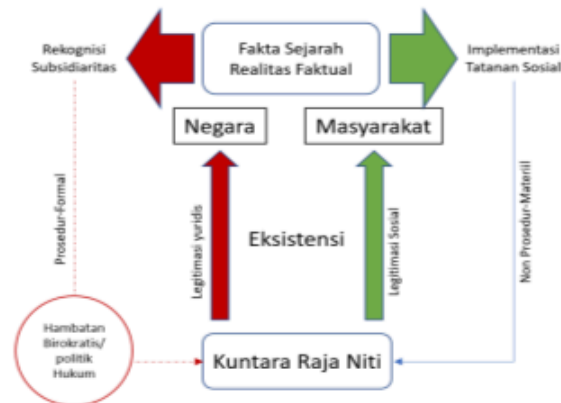 Rekognisi
Subsidiaritas
Fakta Sejarah
Realitas Faktual
Implementasi
Tatanan Sosial
Negara
Masyarakat
Prosedur-Formal
Legitimasi yuridis
Eksistensi
Legitimasi Sosial
Non Prosedur-Materiil
Hambatan
Birokratis/
politik
Hukum
Kuntara Raja Niti